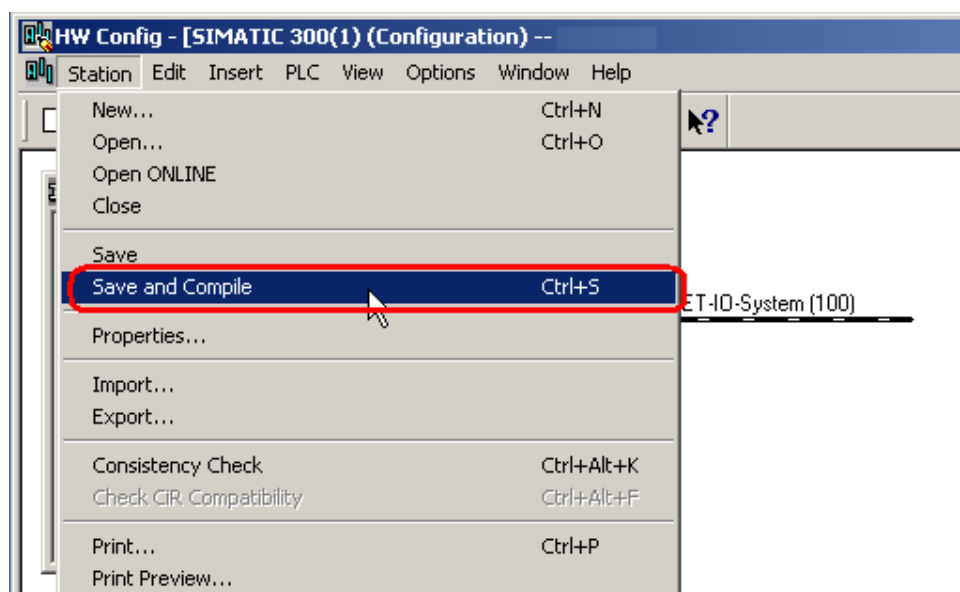 HW Config - [SIMATIC 300(1) (Configuration) --
Station Edit Insert PLC View Options Window Help
New... Ctrl+N
Open... Ctrl+O
Open ONLINE
Close
Save
Save and Compile Ctrl+S
ET-IO-System (100)
Properties...
Import...
Export...
Consistency Check Ctrl+Alt+K
Check CiR Compatibility Ctrl+Alt+F
Print... Ctrl+P
Print Preview...